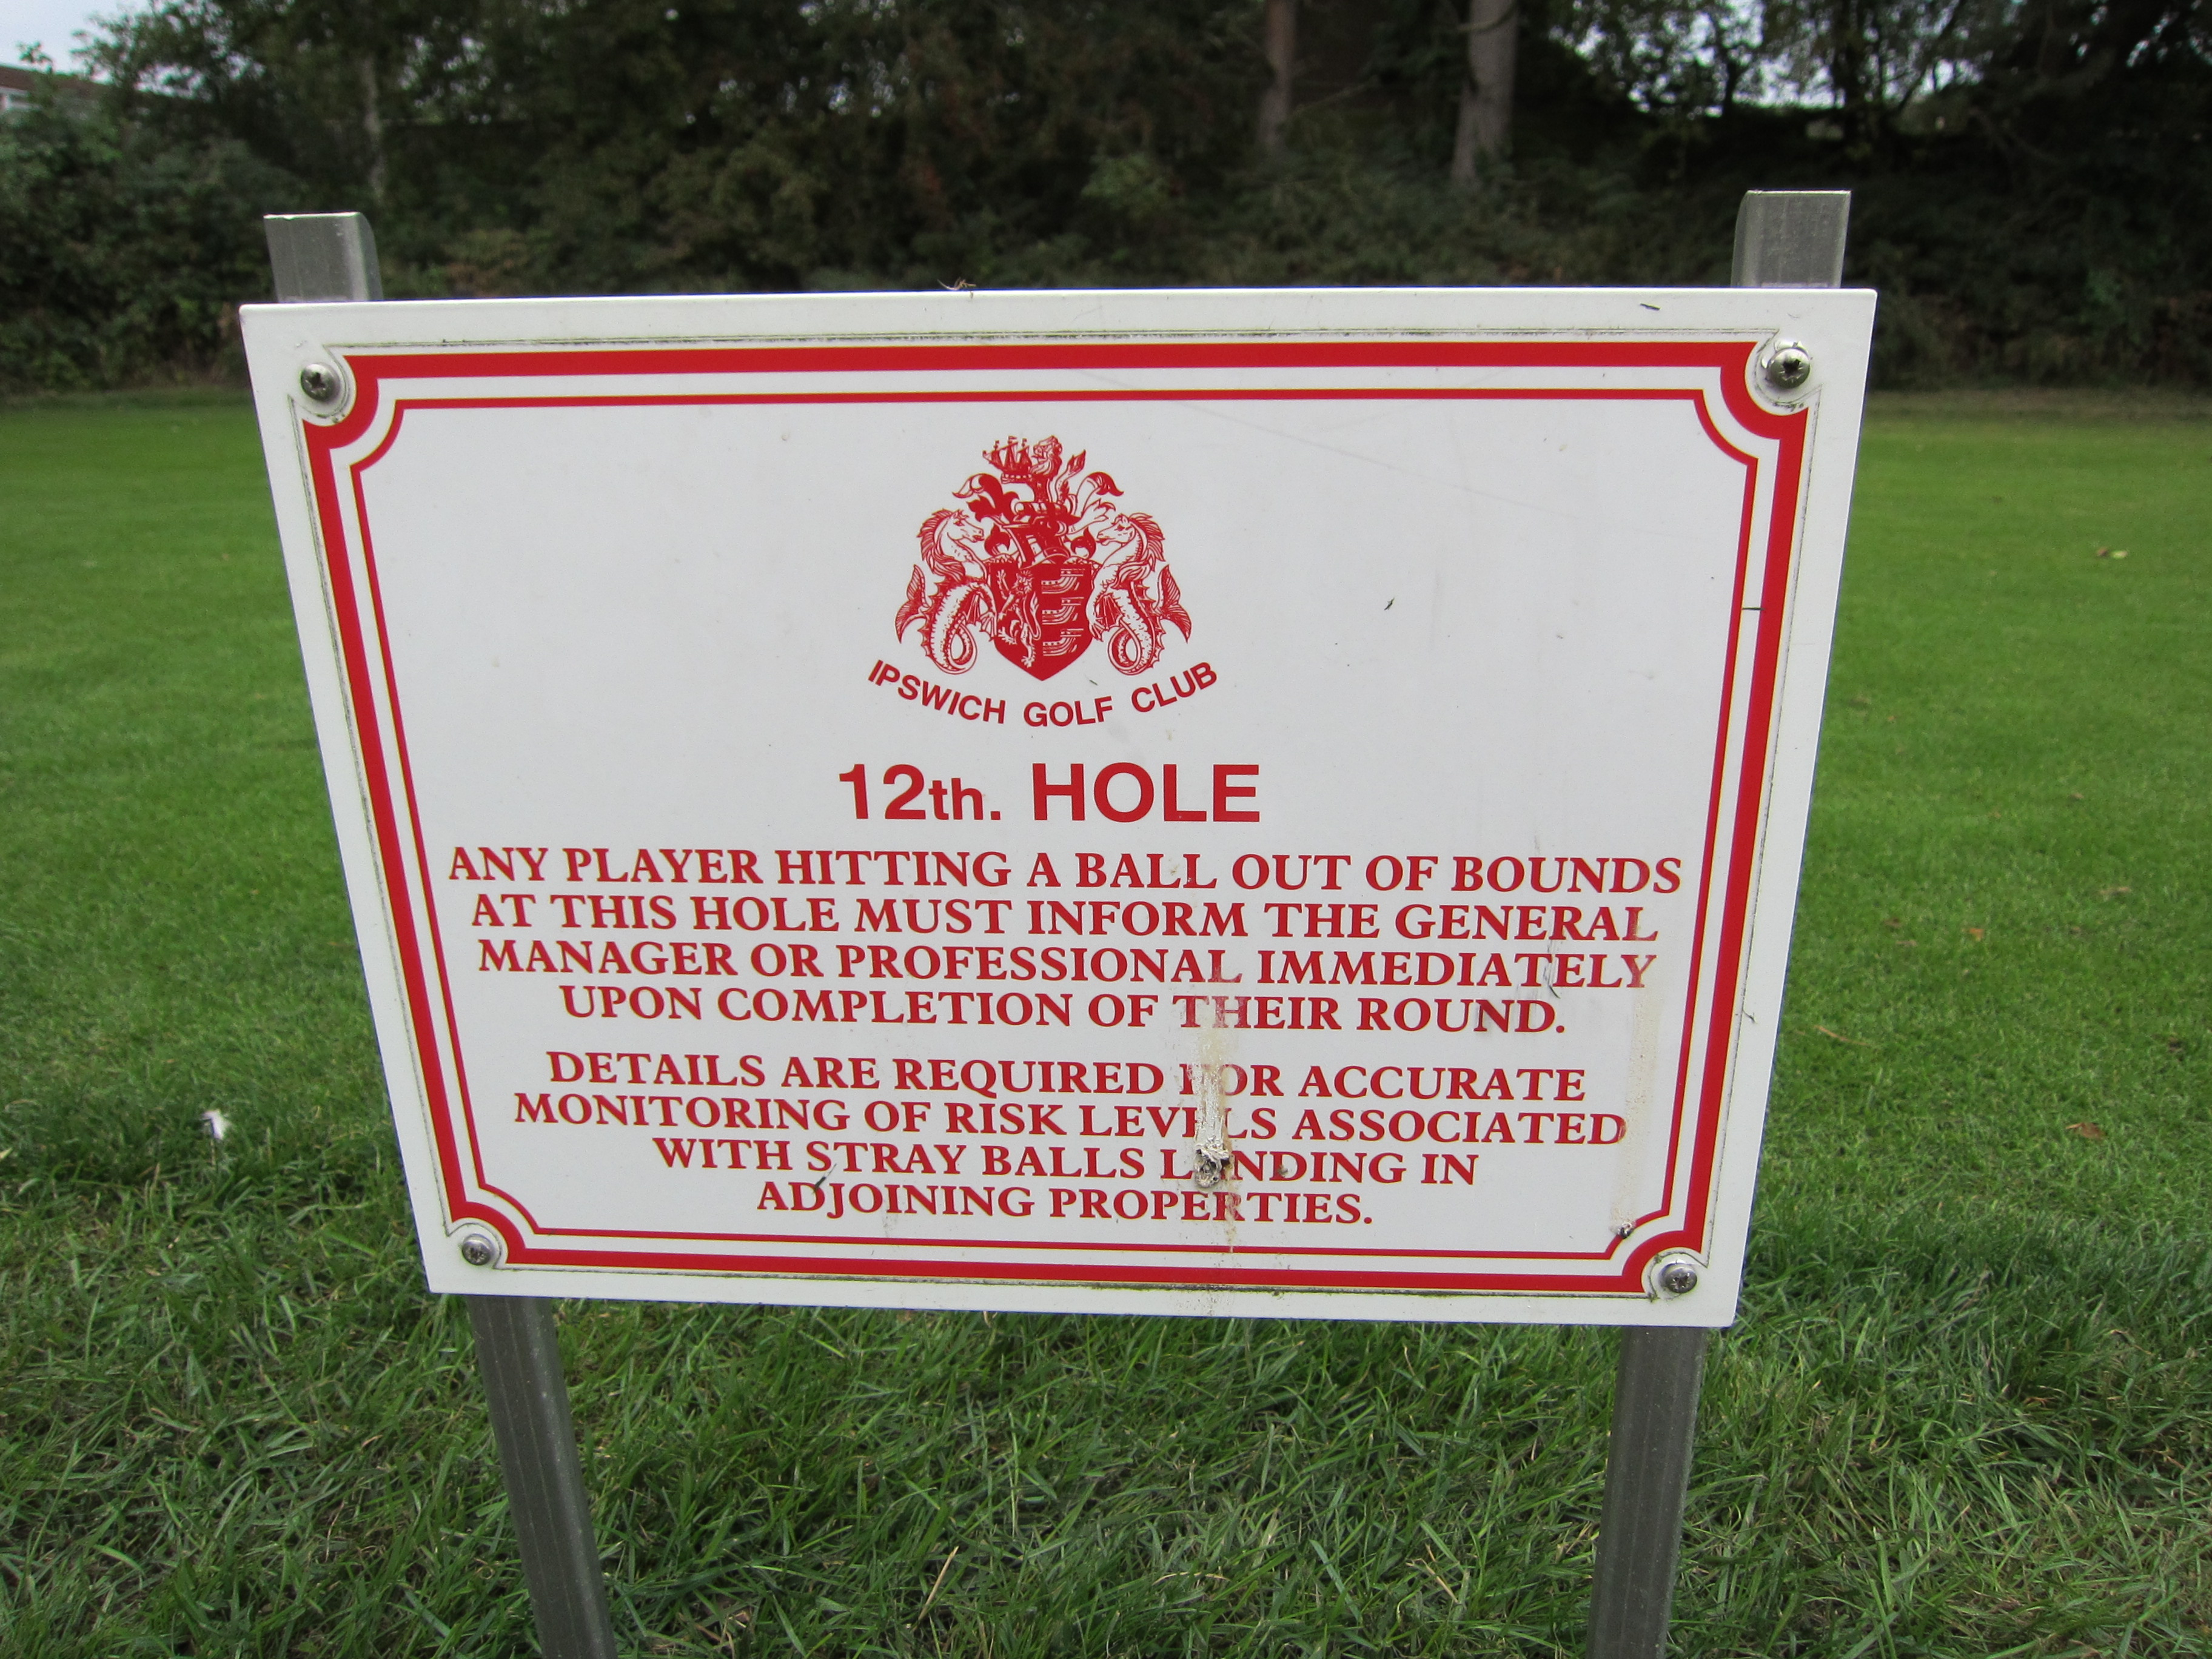 IPSWICH GOLF CLUB
12th. HOLE
ANY PLAYER HITTING A BALL OUT OF BOUNDS
AT THIS HOLE MUST INFORM THE GENERAL
MANAGER OR PROFESSIONAL IMMEDIATELY
UPON COMPLETION OF THEIR ROUND.
DETAILS ARE REQUIRED FOR ACCURATE
MONITORING OF RISK LEVELS ASSOCIATED
WITH STRAY BALLS LANDING IN
ADJOINING PROPERTIES.